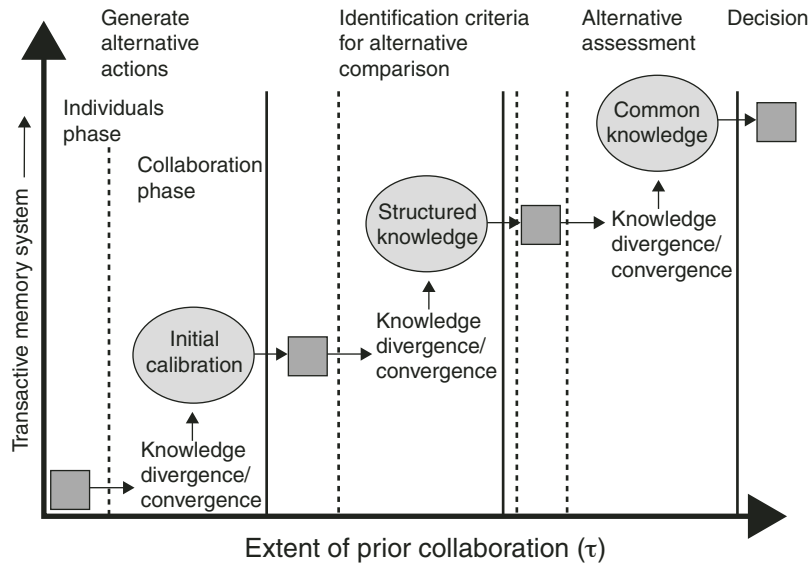 Generate
alternative
actions
Identification criteria
for alternative
comparison
Alternative
assessment
Decision
Individuals
phase
Collaboration
phase
Common
knowledge
Structured
knowledge
Knowledge
divergence/
convergence
Initial
calibration
Knowledge
divergence/
convergence
Knowledge
divergence/
convergence
Transactive memory system
Extent of prior collaboration (τ)